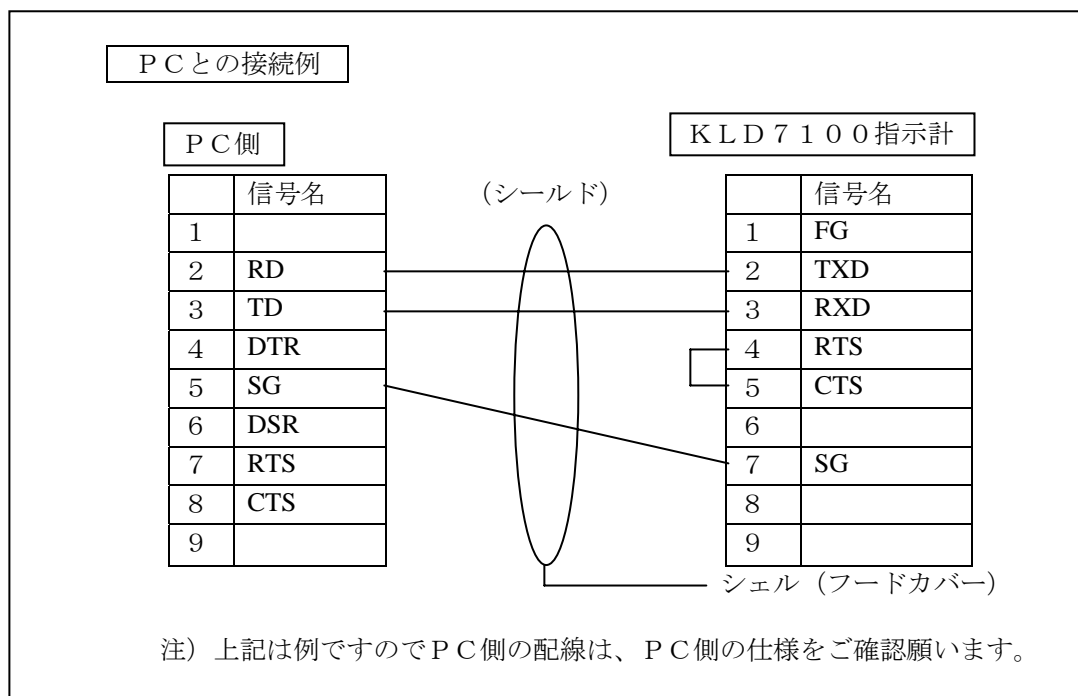 ＰＣとの接続例
ＰＣ側
ＫＬＤ７１００指示計
信号名
（シールド）
信号名
１
１ FG
２ RD
２ TXD
３ TD
３ RXD
４ DTR
４ RTS
５ SG
５ CTS
６ DSR
６
７ RTS
７ SG
８ CTS
８
９
９
シェル（フードカバー）
注）上記は例ですのでＰＣ側の配線は、ＰＣ側の仕様をご確認願います。